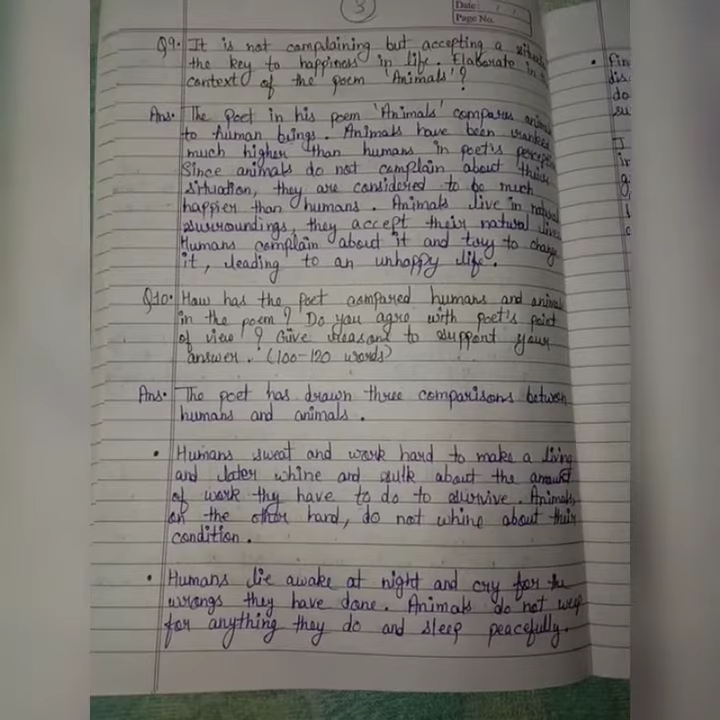 3
Date:
Page No.
Q9. It is not complaining but accepting a
the key to happiness in life. Elaborate in
context of the poem 'Animals'?
Ans. The Poet in his poem 'Animals' compares
to human beings. Animals have been wranked
much higher than humans in poet's
Since animals do not complain about their
situation, they are considered to be much
happier than humans. Animals live in natural
surroundings, they accept their natural lives
Humans complain about it and try to change
it, leading to an unhappy life.
Q10. How has the Poet compared humans and
in the poem? Do you agre with poet's point
of view? Give reasons to support your
answer. (100-120 words)
Ans. The poet has drawn three comparisons between
humans and animals.
• Humans sweat and work hard to make a living
and later whine and sulk about the amount
of work thy have to do to survive. Animals,
on the other hard, do not whine about their
condition.
• Humans lie awake at night and cry for the
wrongs they have done. Animals do not weep
for anything they do and sleep peacefully.